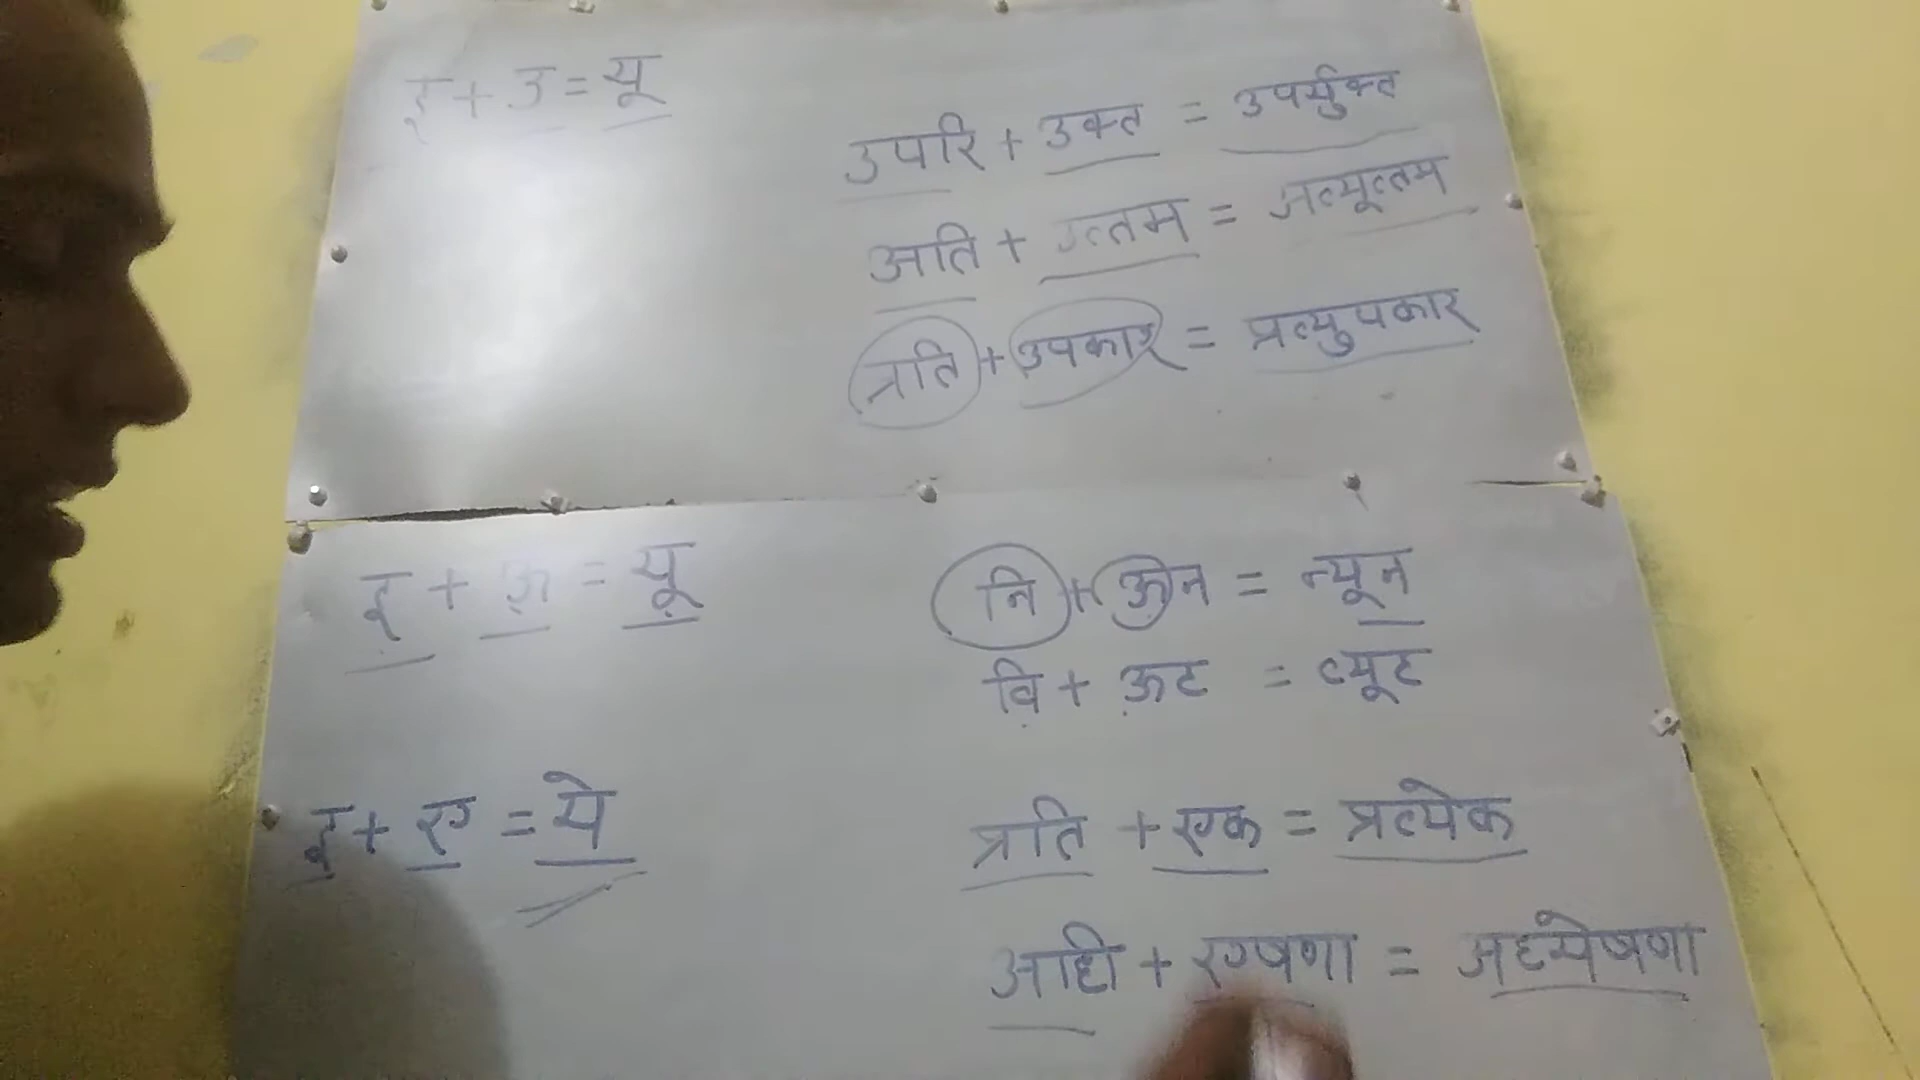 इ + उ = यू
उपरि + उक्त = उपर्युक्त
अति + उत्तम = अत्यूत्तम
प्रति + उपकार = प्रत्युपकार
इ + ऊ = यू
नि + ऊन = न्यून
वि + ऊट = व्यूट
इ + ए = ये
प्रति + एक = प्रत्येक
अधि + एषणा = अध्येषणा